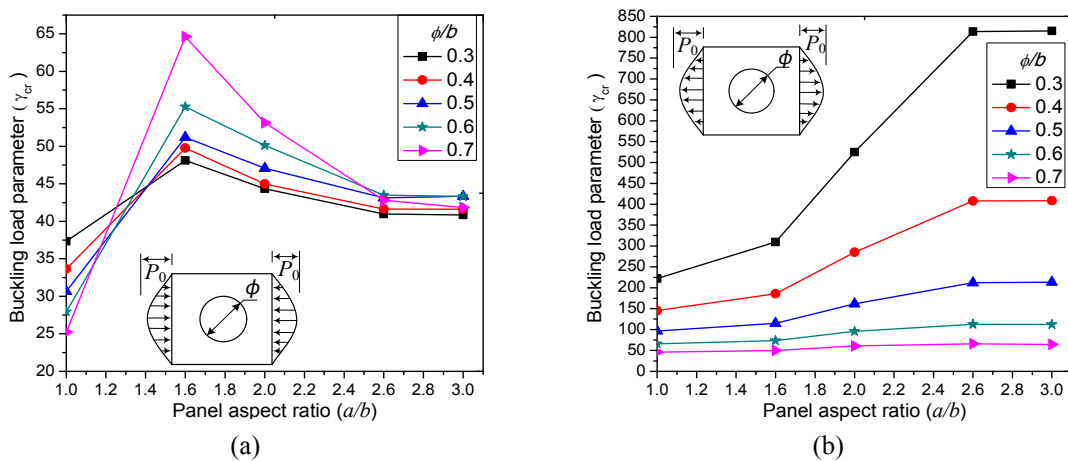 65
60
55
50
45
40
35
30
25
20
Buckling load parameter (γcr)
ϕ/b
0.3
0.4
0.5
0.6
0.7
P0
P0
ϕ
1.0 1.2 1.4 1.6 1.8 2.0 2.2 2.4 2.6 2.8 3.0
Panel aspect ratio (a/b)
(a)
850
800
750
700
650
600
550
500
450
400
350
300
250
200
150
100
50
0
Buckling load parameter (γcr)
P0
P0
ϕ
ϕ/b
0.3
0.4
0.5
0.6
0.7
1.0 1.2 1.4 1.6 1.8 2.0 2.2 2.4 2.6 2.8 3.0
Panel aspect ratio (a/b)
(b)